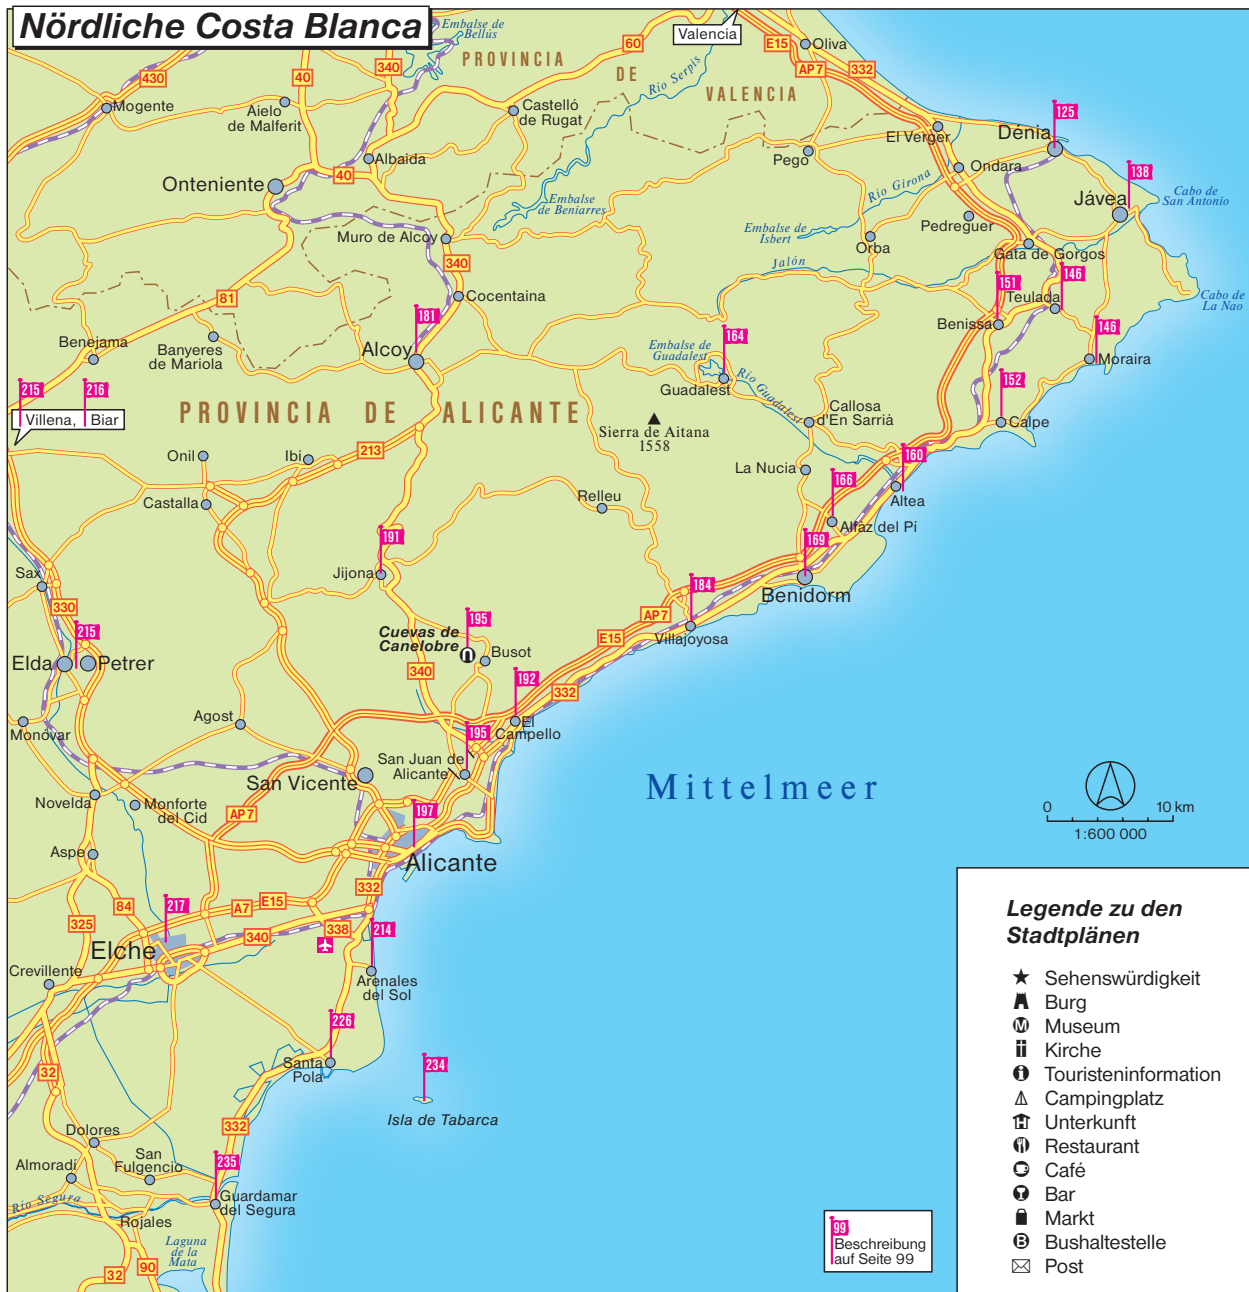 Nördliche Costa Blanca
Embalse de
Bellús
Valencia
Oliva
E15
AP7
332
60
340
40
430
PROVINCIA
DE
VALENCIA
Río Serpis
Mogente
Aielo
de Malferit
Castelló
de Rugat
Albaida
40
Onteniente
Pego
El Verger
Dénia
125
Ondara
138
Jávea
Cabo de
San Antonio
Río Girona
Pedreguer
Embalse
de Beniarres
Embalse de
Isbert
Orba
Muro de Alcoy
340
Gata de Gorgos
Jalón
146
151
Teulada
Cabo de
La Nao
81
Cocentaina
181
Benissa
146
Moraira
Benejama
Banyeres
de Mariola
Alcoy
164
Embalse de
Guadalest
Guadalest
Río Guadalest
152
Calpe
215
216
Villena,
Biar
PROVINCIA DE ALICANTE
Sierra de Aitana
1558
Callosa
d'En Sarrià
Onil
Ibi
213
La Nucia
160
Altea
166
Castalla
Relleu
Alfàz del Pí
191
Jijona
169
Benidorm
184
Villajoyosa
AP7
E15
Sax
330
215
Elda
Petrer
Cuevas de
Canelobre
195
Busot
340
192
332
El
Campello
Agost
Monóvar
195
San Juan de
Alicante
San Vicente
Mittelmeer
Novelda
Monforte
del Cid
AP7
197
Alicante
0
10 km
1:600 000
Aspe
332
325
84
217
A7
E15
340
338
214
Elche
Crevillente
Arenales
del Sol
226
Santa
Pola
234
Isla de Tabarca
32
332
Dolores
San
Fulgencio
Almoradí
235
Río Segura
Guardamar
del Segura
Rojales
Laguna
de la
Mata
32
90
99
Beschreibung
auf Seite 99
Legende zu den
Stadtplänen
Sehenswürdigkeit
Burg
M Museum
Kirche
i Touristeninformation
Campingplatz
H Unterkunft
Restaurant
Café
Bar
Markt
B Bushaltestelle
Post